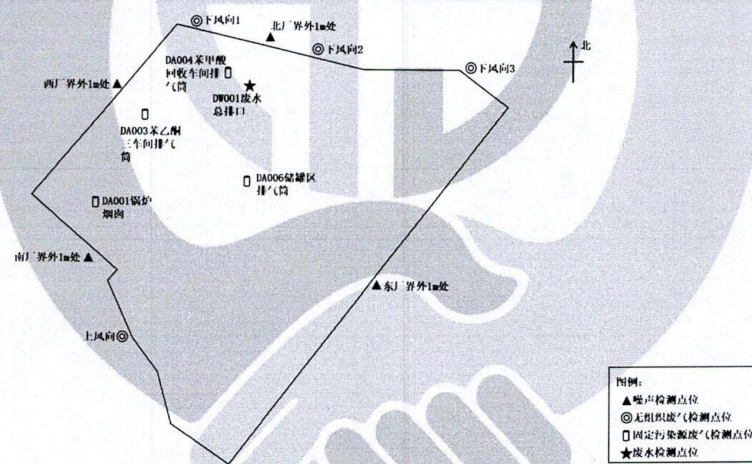 下风向1
北厂界外1m处
下风向2
北
下风向3
DA004苯甲酸
回收车间排
气筒
西厂界外1m处
DW001废水
总排口
DA003苯乙酮
三车间排气
筒
DA006储罐区
排气筒
DA001锅炉
烟囱
南厂界外1m处
东厂界外1m处
上风向
图例:
噪声检测点位
无组织废气检测点位
固定污染源废气检测点位
废水检测点位